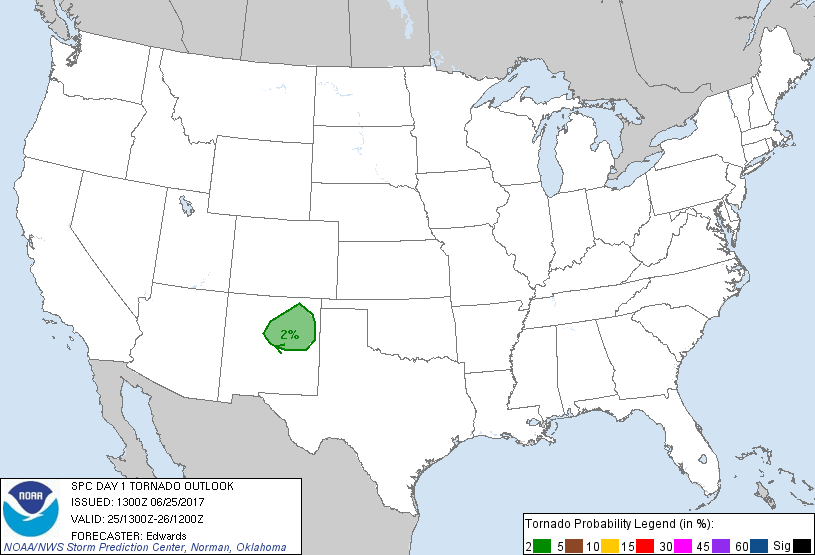 2%
NOAA
SPC DAY 1 TORNADO OUTLOOK
ISSUED: 1300Z 06/25/2017
VALID: 25/1300Z-26/1200Z
FORECASTER: Edwards
NOAA/NWS Storm Prediction Center, Norman, Oklahoma
Tornado Probability Legend (in %):
2 5 10 15 30 45 60 Sig